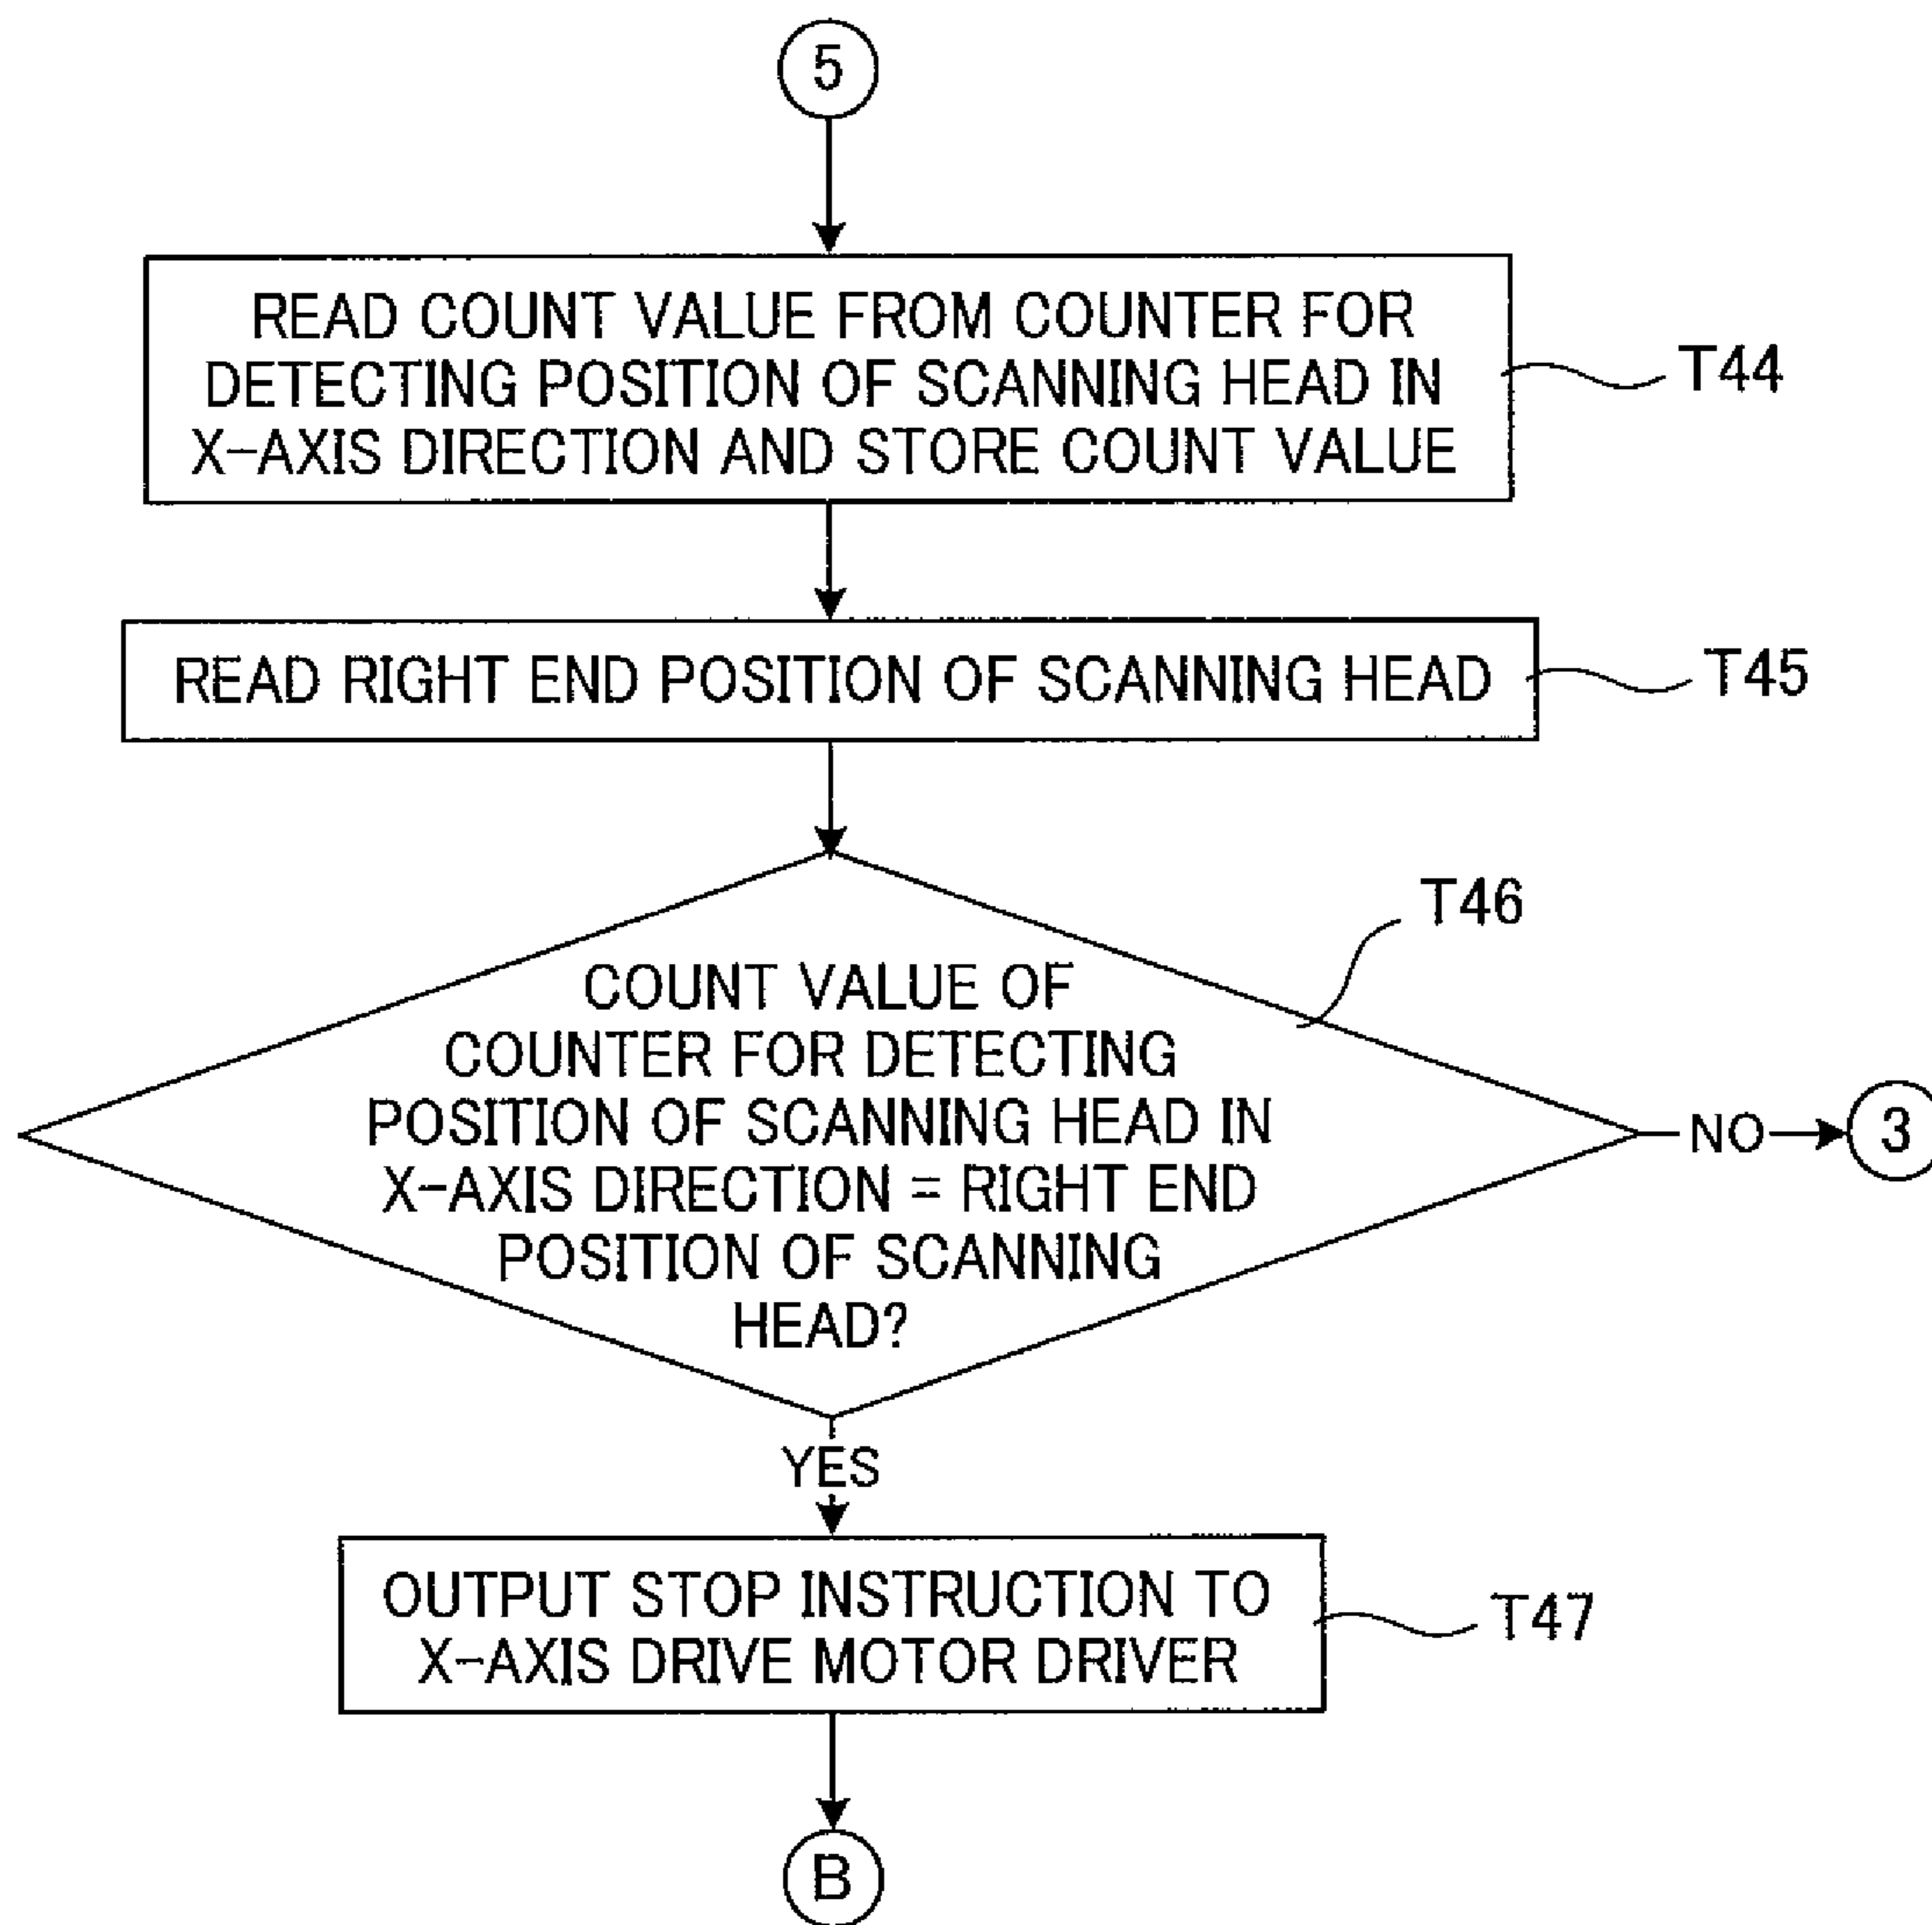 5
READ COUNT VALUE FROM COUNTER FOR
DETECTING POSITION OF SCANNING HEAD IN
X-AXIS DIRECTION AND STORE COUNT VALUE
T44
READ RIGHT END POSITION OF SCANNING HEAD
T45
T46
COUNT VALUE OF
COUNTER FOR DETECTING
POSITION OF SCANNING HEAD IN
X-AXIS DIRECTION = RIGHT END
POSITION OF SCANNING
HEAD?
NO
3
YES
OUTPUT STOP INSTRUCTION TO
X-AXIS DRIVE MOTOR DRIVER
T47
B